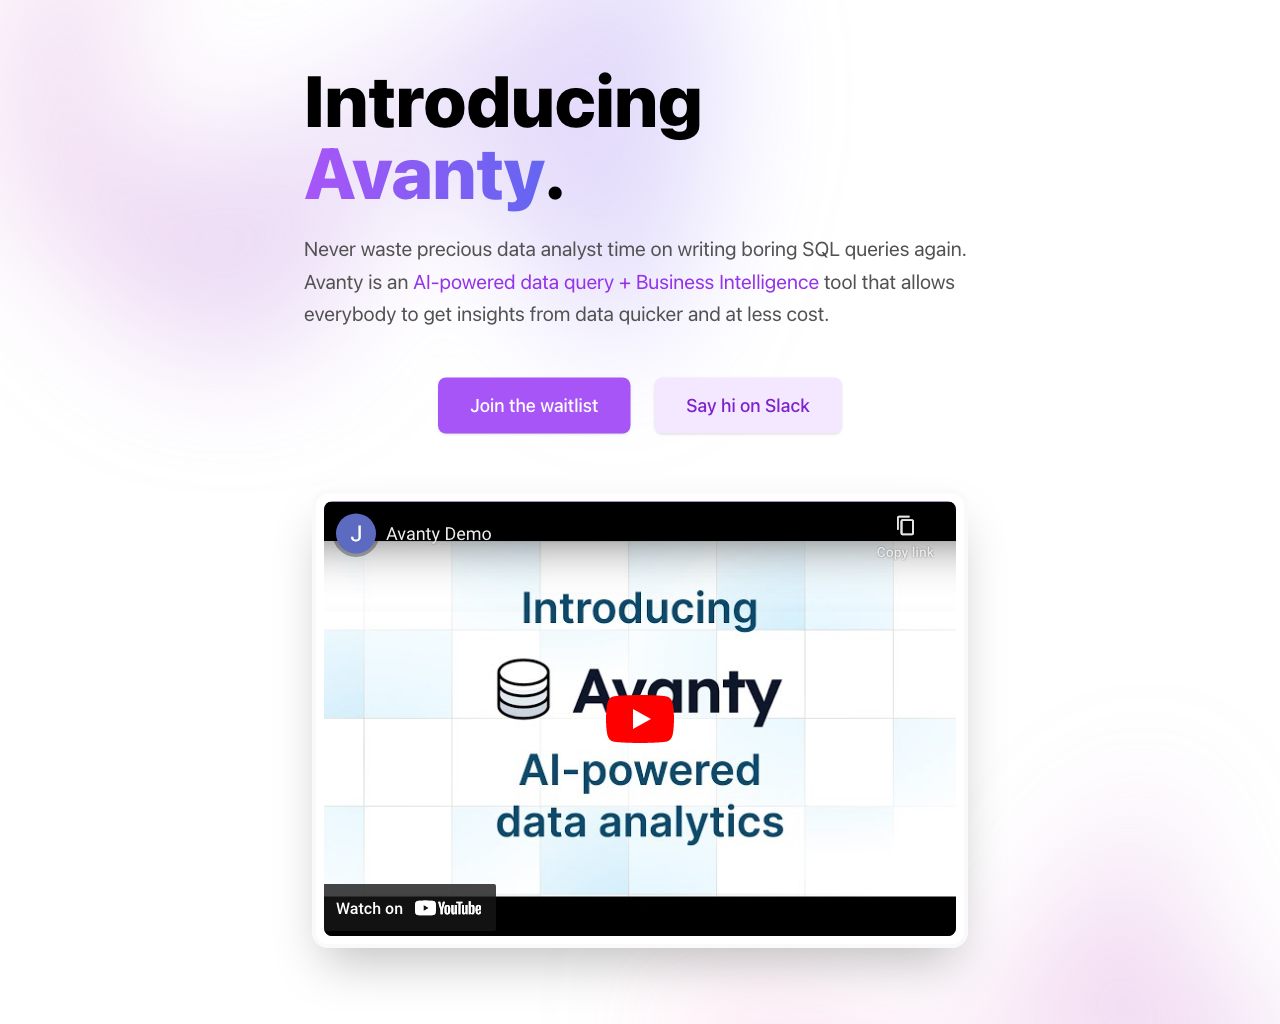 Introducing
Avanty.
Never waste precious data analyst time on writing boring SQL queries again.
Avanty is an AI-powered data query + Business Intelligence tool that allows
everybody to get insights from data quicker and at less cost.
Join the waitlist
Say hi on Slack
J
Avanty Demo
Copy link
Introducing
Avanty
AI-powered
data analytics
Watch on YouTube